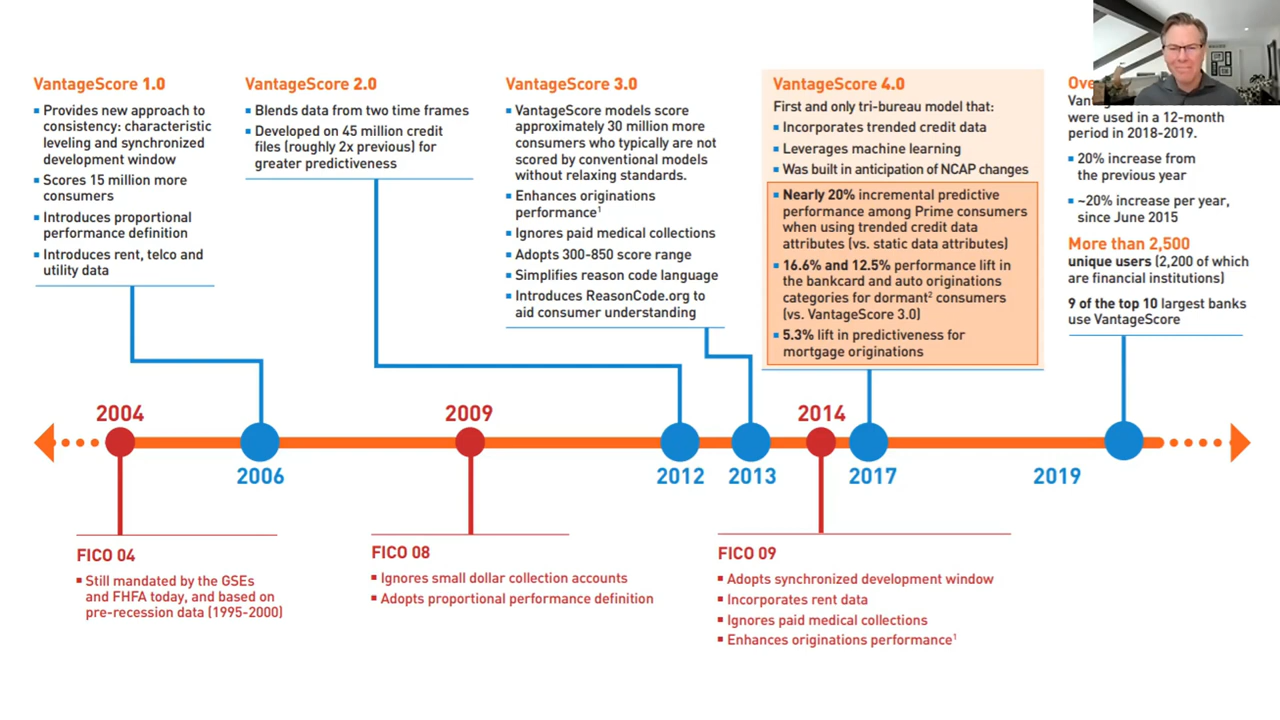 VantageScore 1.0
▪ Provides new approach to
consistency: characteristic
leveling and synchronized
development window
▪ Scores 15 million more
consumers
▪ Introduces proportional
performance definition
▪ Introduces rent, telco and
utility data
VantageScore 2.0
▪ Blends data from two time frames
▪ Developed on 45 million credit
files (roughly 2x previous) for
greater predictiveness
VantageScore 3.0
▪ VantageScore models score
approximately 30 million more
consumers who typically are not
scored by conventional models
without relaxing standards.
▪ Enhances originations
performance¹
▪ Ignores paid medical collections
▪ Adopts 300-850 score range
▪ Simplifies reason code language
▪ Introduces ReasonCode.org to
aid consumer understanding
VantageScore 4.0
First and only tri-bureau model that:
▪ Incorporates trended credit data
▪ Leverages machine learning
▪ Was built in anticipation of NCAP changes
▪ Nearly 20% incremental predictive
performance among Prime consumers
when using trended credit data
attributes (vs. static data attributes)
▪ 16.6% and 12.5% performance lift in
the bankcard and auto originations
categories for dormant² consumers
(vs. VantageScore 3.0)
▪ 5.3% lift in predictiveness for
mortgage originations
were used in a 12-month
period in 2018-2019.
▪ 20% increase from
the previous year
▪ ~20% increase per year,
since June 2015
More than 2,500
unique users (2,200 of which
are financial institutions)
9 of the top 10 largest banks
use VantageScore
2004
2009
2014
2006
2012
2013
2017
2019
FICO 04
▪ Still mandated by the GSEs
and FHFA today, and based on
pre-recession data (1995-2000)
FICO 08
▪ Ignores small dollar collection accounts
▪ Adopts proportional performance definition
FICO 09
▪ Adopts synchronized development window
▪ Incorporates rent data
▪ Ignores paid medical collections
▪ Enhances originations performance¹